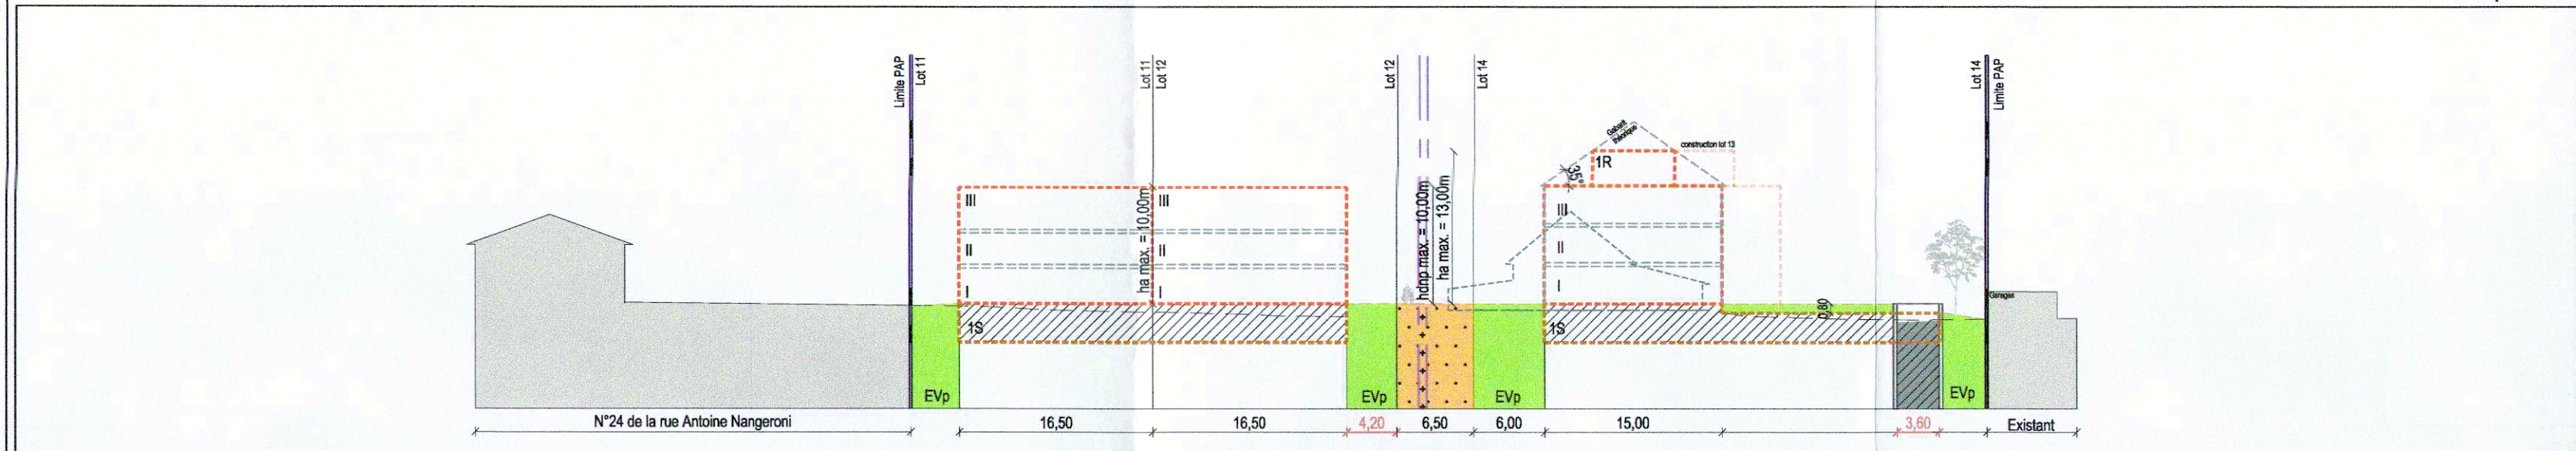 Limite PAP
Lot 11
Lot 11
Lot 12
Lot 12
Lot 14
Lot 14
Limite PAP
Gabarit
théorique
construction lot 13
1R
35°
III
III
III
ha max. = 10,00m
hdnp max. = 10,00m
ha max. = 13,00m
II
II
II
I
I
I
Garages
0,80
1S
1S
EVp
EVp
EVp
EVp
N°24 de la rue Antoine Nangeroni
16,50
16,50
4,20
6,50
6,00
15,00
3,60
Existant